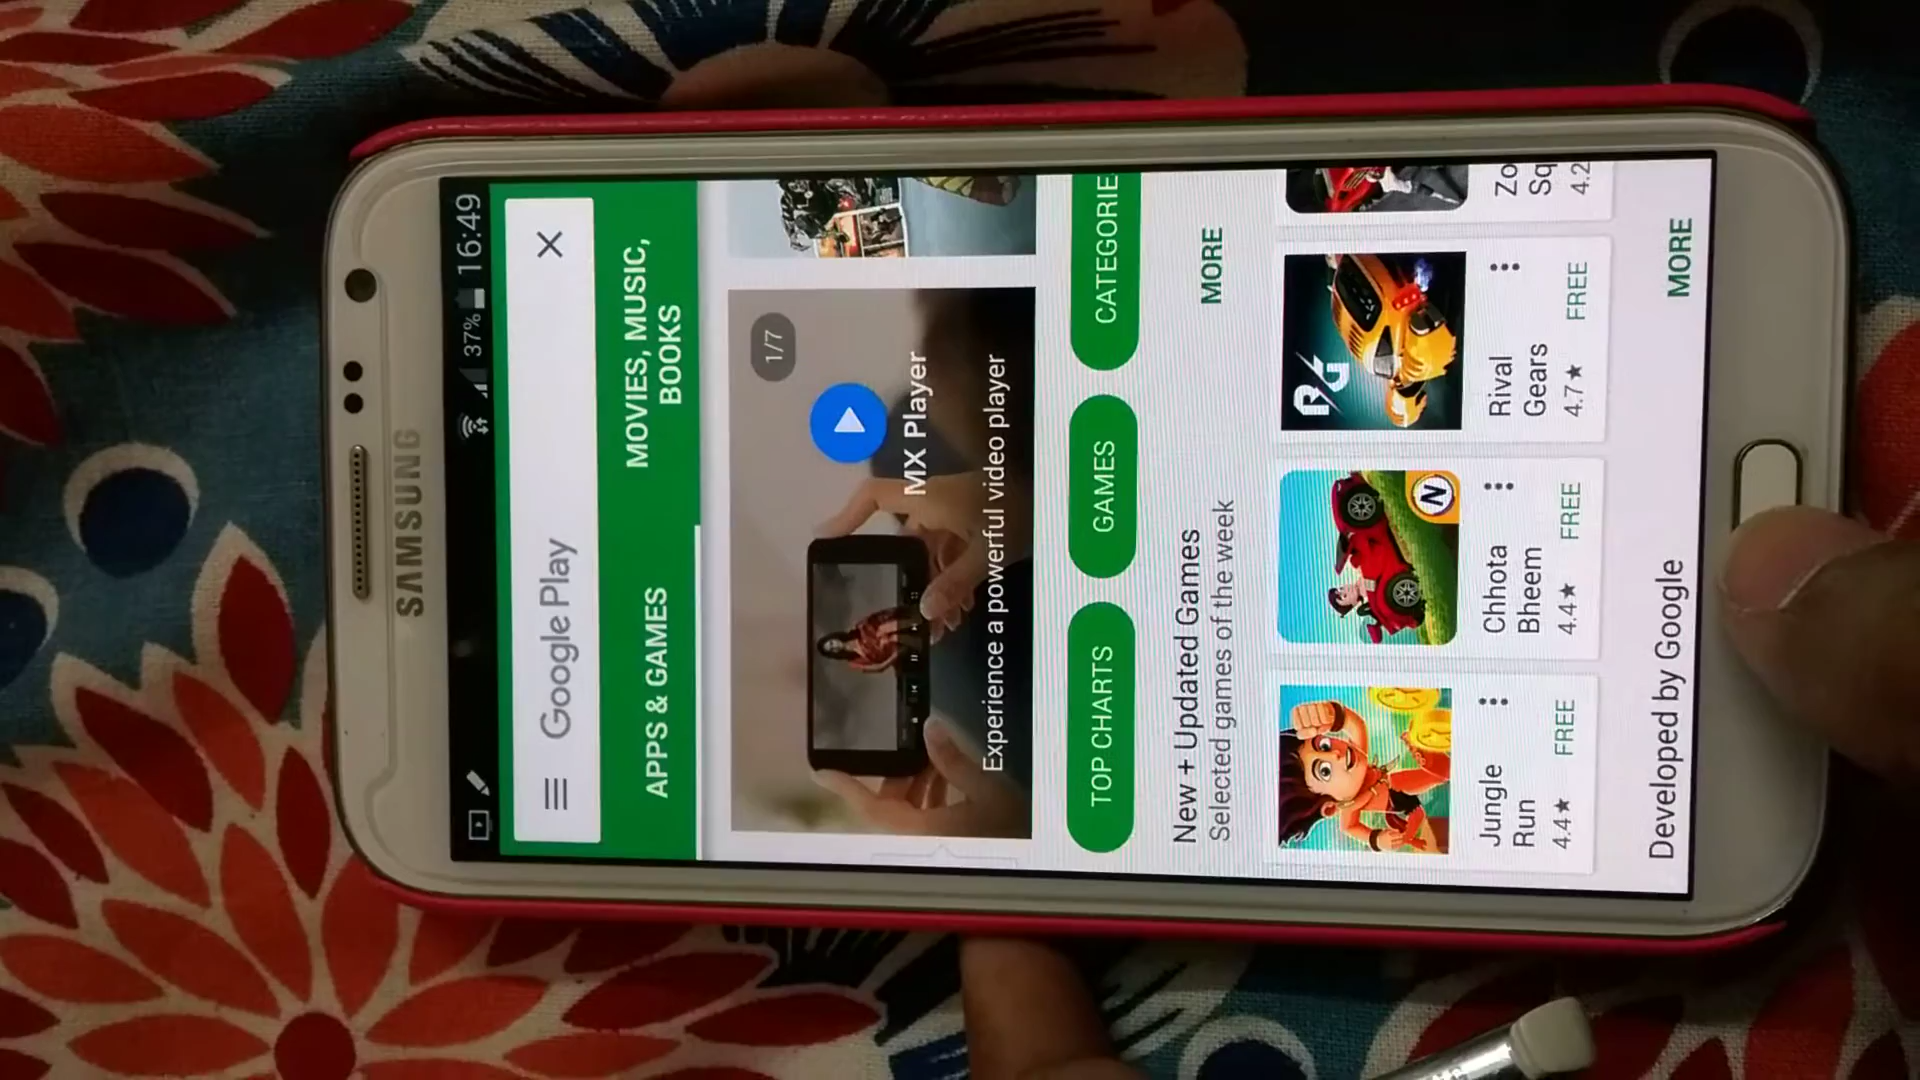 SAMSUNG
37% 16:49
Google Play
APPS & GAMES
MOVIES, MUSIC,
BOOKS
1/7
MX Player
Experience a powerful video player
TOP CHARTS
GAMES
CATEGORIE
New + Updated Games
MORE
Selected games of the week
RG
N
Jungle
Run
4.4★ FREE
Chhota
Bheem
4.4★ FREE
Rival
Gears
4.7★ FREE
Zo
Sq
4.2
Developed by Google
MORE